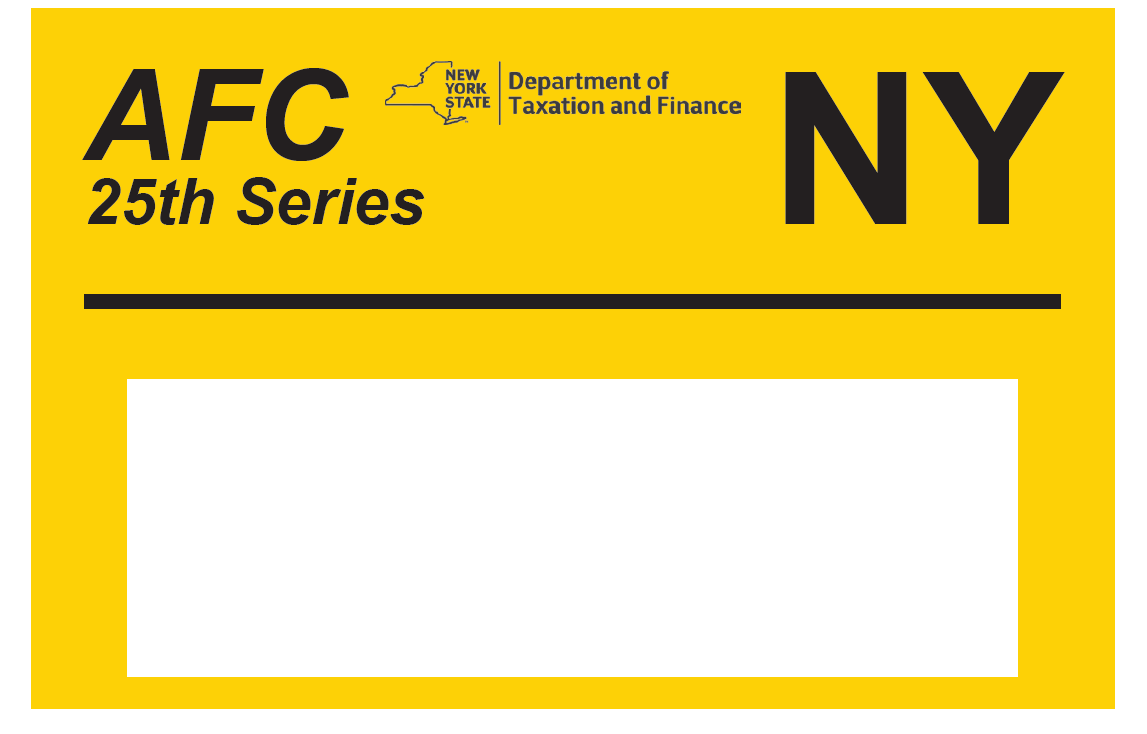 AFC
25th Series
NEW
YORK
STATE
Department of
Taxation and Finance
NY